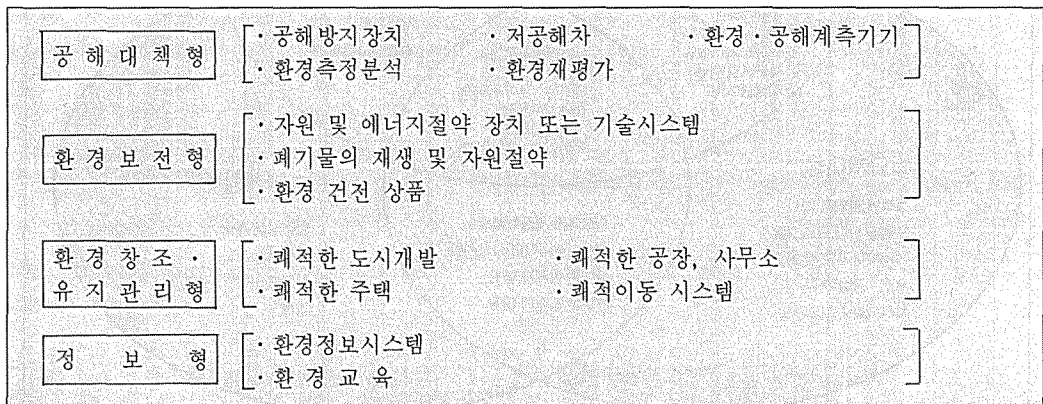 공 해 대 책 형
· 공해방지장치 · 저공해차 · 환경 · 공해계측기기
· 환경측정분석 · 환경재평가
환 경 보 전 형
· 자원 및 에너지절약 장치 또는 기술시스템
· 폐기물의 재생 및 자원절약
· 환경 건전 상품
환 경 창 조 ·
유 지 관 리 형
· 쾌적한 도시개발 · 쾌적한 공장, 사무소
· 쾌적한 주택 · 쾌적이동 시스템
정 보 형
· 환경정보시스템
· 환 경 교 육